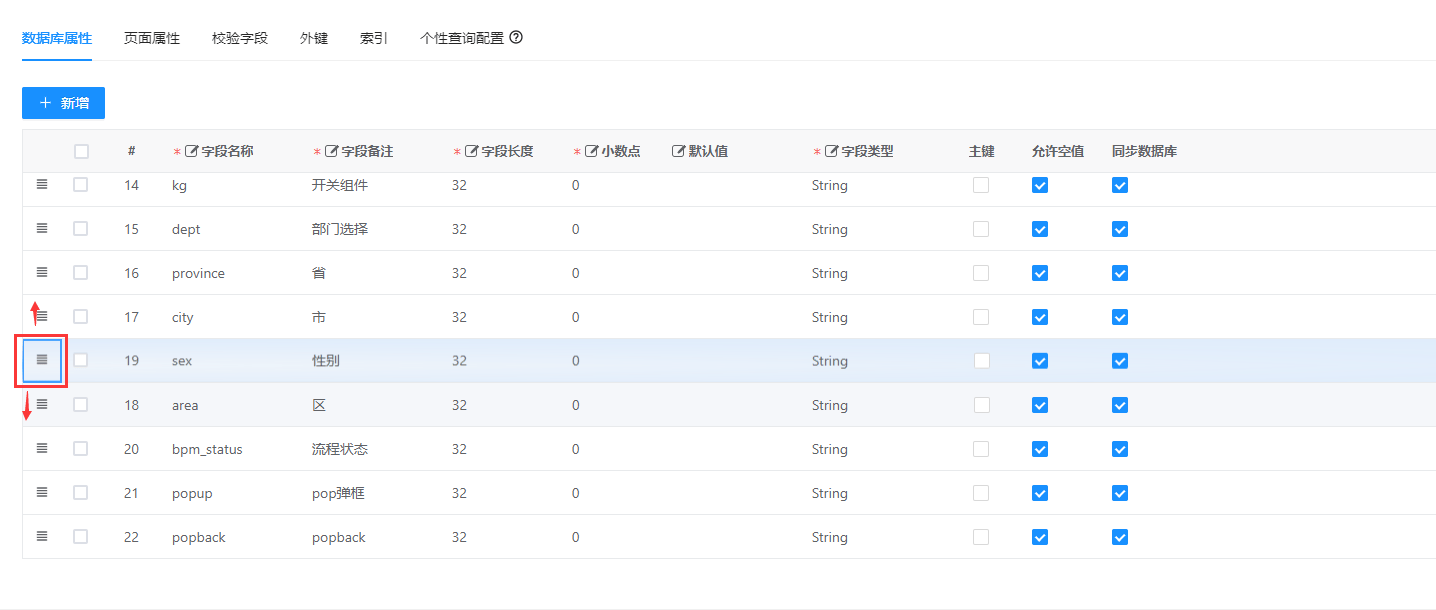 数据库属性 页面属性 校验字段 外键 索引 个性查询配置
+ 新增
# * 字段名称 * 字段备注 * 字段长度 * 小数点 默认值 * 字段类型 主键 允许空值 同步数据库
14 kg 开关组件 32 0 String
15 dept 部门选择 32 0 String
16 province 省 32 0 String
17 city 市 32 0 String
19 sex 性别 32 0 String
18 area 区 32 0 String
20 bpm_status 流程状态 32 0 String
21 popup pop弹框 32 0 String
22 popback popback 32 0 String